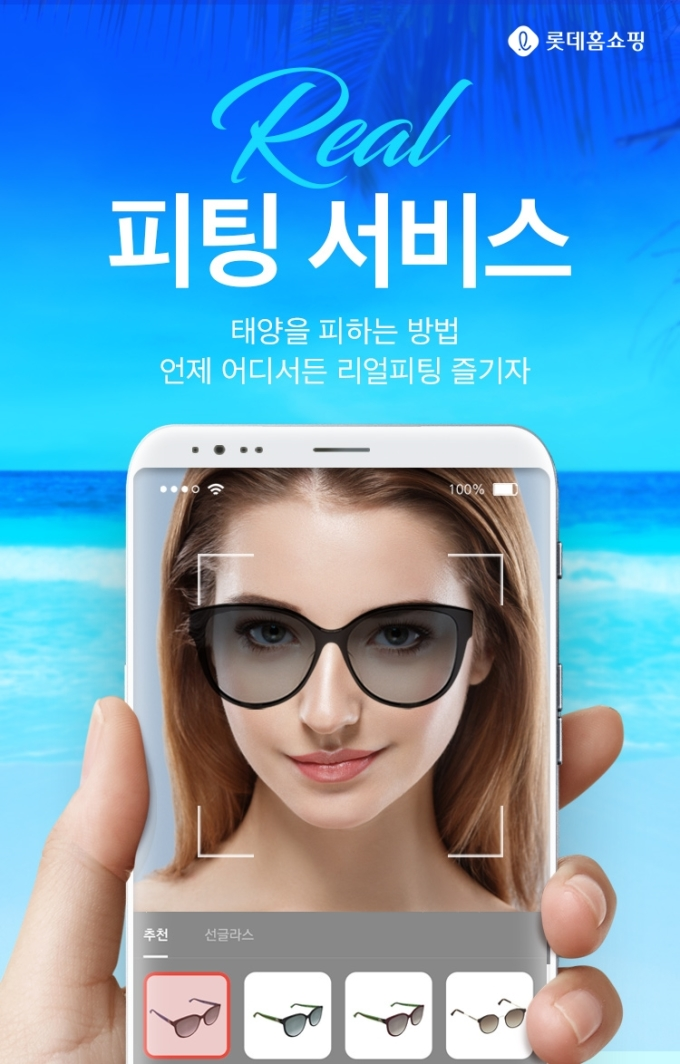 롯데홈쇼핑
Real
피팅 서비스
태양을 피하는 방법
언제 어디서든 리얼피팅 즐기자
100%
추천 선글라스